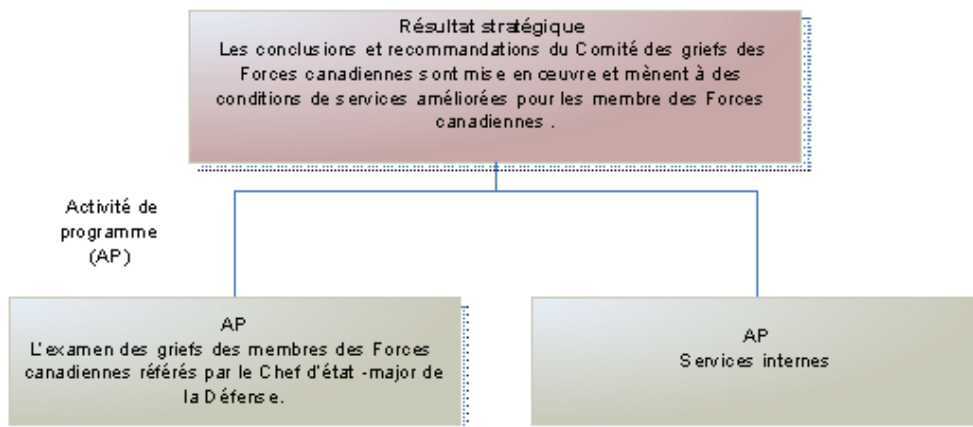 Résultat stratégique
Les conclusions et recommandations du Comité des griefs des
Forces canadiennes sont mise en œuvre et mènent à des
conditions de services améliorées pour les membre des Forces
canadiennes .
Activité de
programme
(AP)
AP
L'examen des griefs des membres des Forces
canadiennes référés par le Chef d'état -major de
la Défense.
AP
Services internes